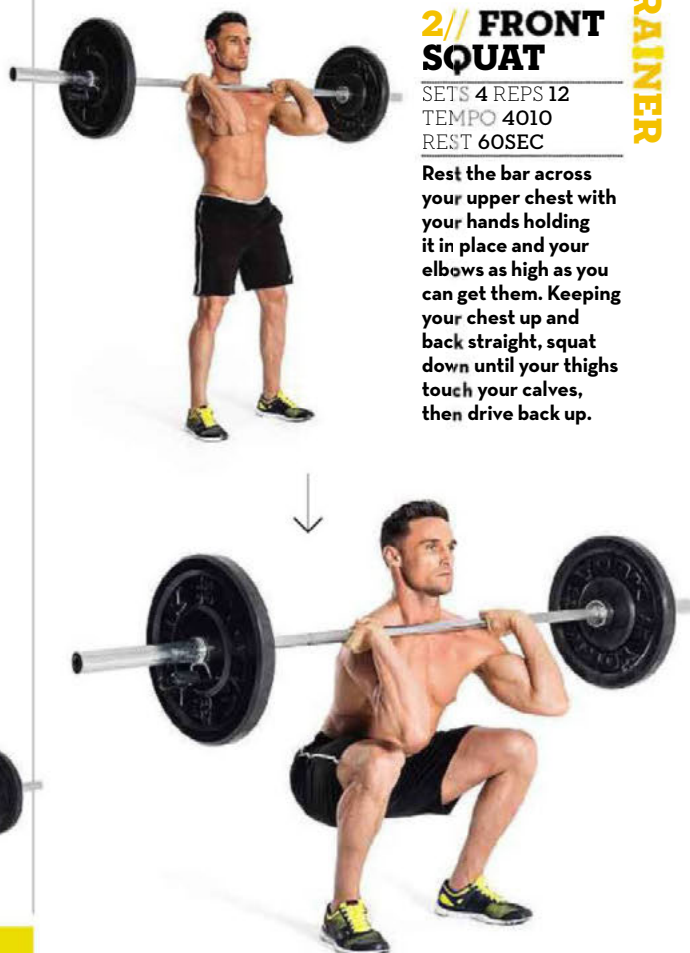 2// FRONT
SQUAT
SETS 4 REPS 12
TEMPO 4010
REST 60SEC
Rest the bar across
your upper chest with
your hands holding
it in place and your
elbows as high as you
can get them. Keeping
your chest up and
back straight, squat
down until your thighs
touch your calves,
then drive back up.
RAINER